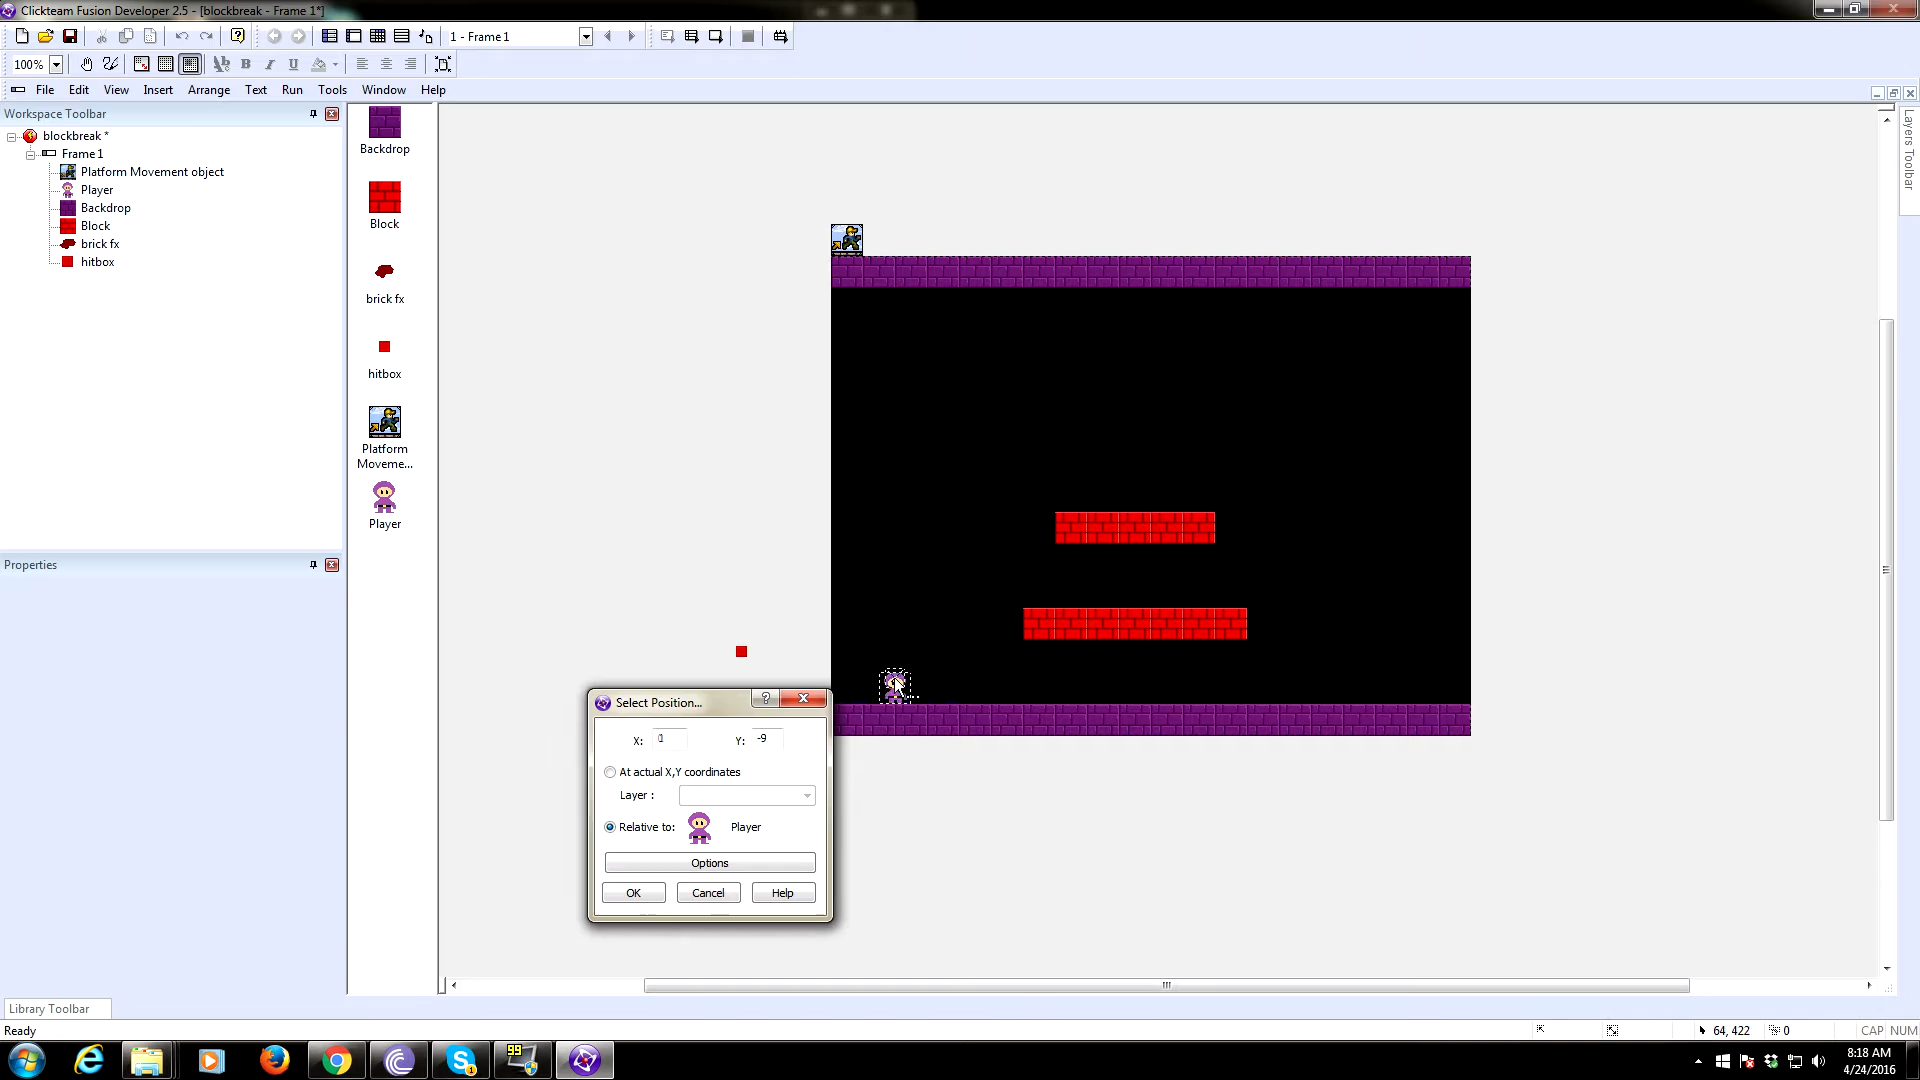 Clickteam Fusion Developer 2.5 - [blockbreak - Frame 1*]
1 - Frame 1
100%
File Edit View Insert Arrange Text Run Tools Window Help
Workspace Toolbar
blockbreak *
Frame 1
Platform Movement object
Player
Backdrop
Block
brick fx
hitbox
Properties
Backdrop
Block
brick fx
hitbox
Platform
Moveme...
Player
Layers Toolbar
Select Position...
X: 0 Y: -9
At actual X,Y coordinates
Layer :
Relative to: Player
Options
OK Cancel Help
Library Toolbar
Ready
64, 422 0 CAP NUM
99
1
8:18 AM
4/24/2016